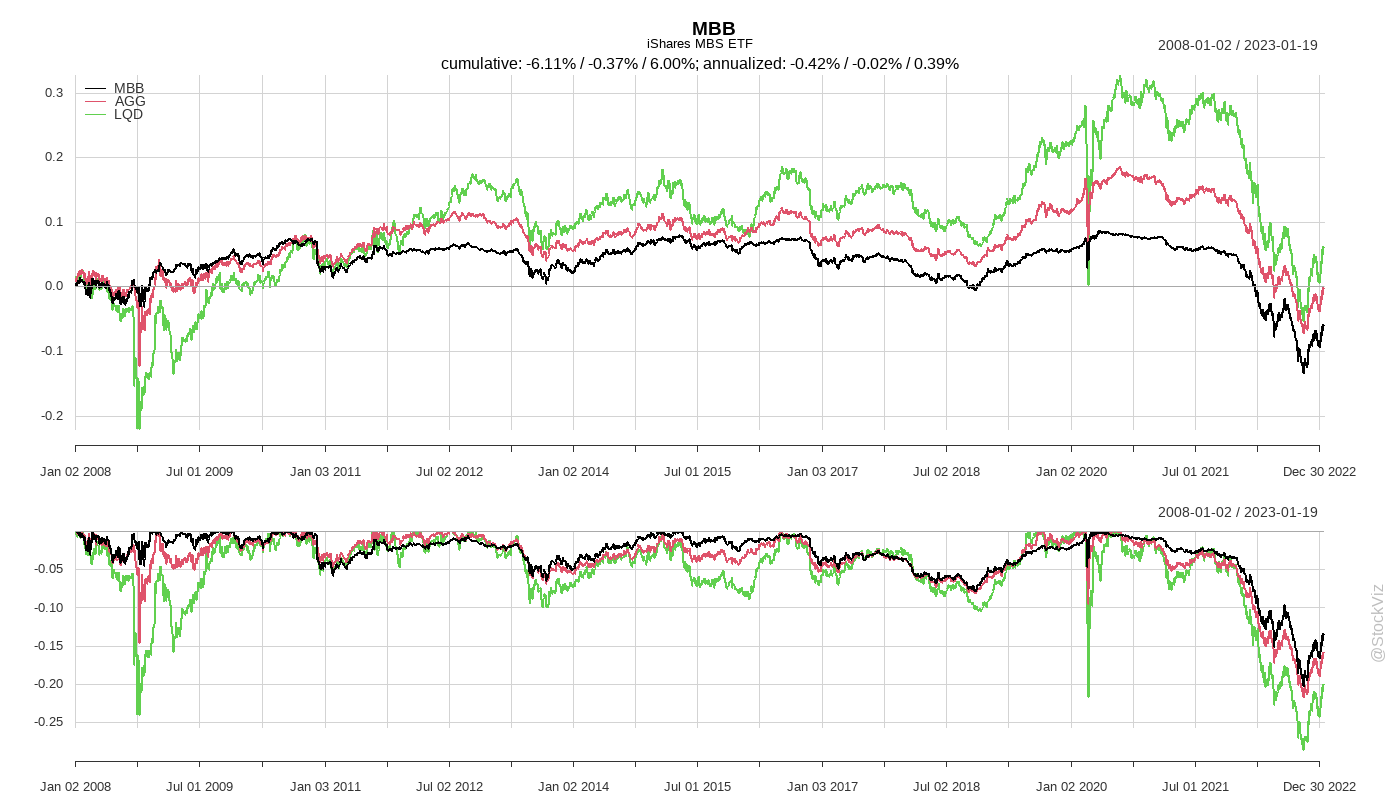 MBB
iShares MBS ETF
2008-01-02 / 2023-01-19
cumulative: -6.11% / -0.37% / 6.00%; annualized: -0.42% / -0.02% / 0.39%
MBB
AGG
LQD
0.3
0.2
0.1
0.0
-0.1
-0.2
Jan 02 2008 Jul 01 2009 Jan 03 2011 Jul 02 2012 Jan 02 2014 Jul 01 2015 Jan 03 2017 Jul 02 2018 Jan 02 2020 Jul 01 2021 Dec 30 2022
2008-01-02 / 2023-01-19
-0.05
-0.10
-0.15
-0.20
-0.25
Jan 02 2008 Jul 01 2009 Jan 03 2011 Jul 02 2012 Jan 02 2014 Jul 01 2015 Jan 03 2017 Jul 02 2018 Jan 02 2020 Jul 01 2021 Dec 30 2022
@StockViz